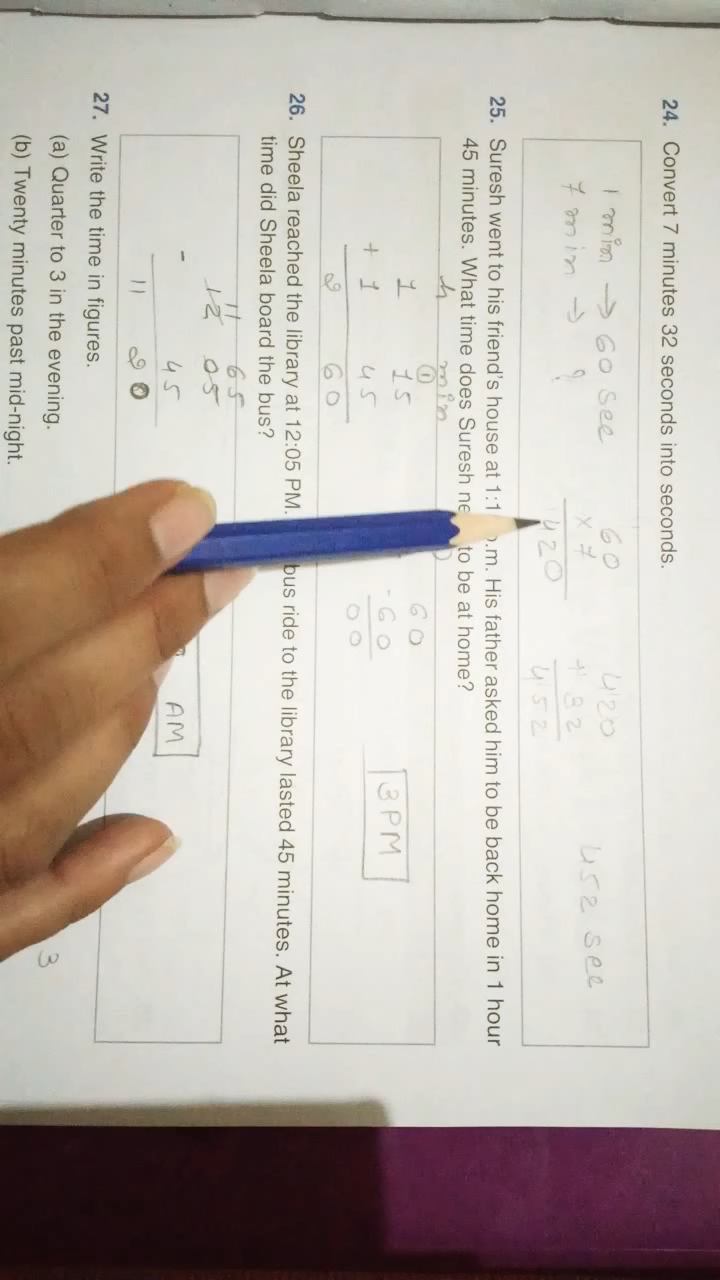 24. Convert 7 minutes 32 seconds into seconds.
1 min → 60 sec
7 min → ?
60
x 7
420
420
+ 32
452
452 sec
25. Suresh went to his friend's house at 1:1 p.m. His father asked him to be back home in 1 hour
45 minutes. What time does Suresh ne to be at home?
h min
1
1 15
+ 1 45
2 60
60
- 60
00
3 PM
26. Sheela reached the library at 12:05 PM. bus ride to the library lasted 45 minutes. At what
time did Sheela board the bus?
11 65
12 05
- 45
11 20
AM
27. Write the time in figures.
(a) Quarter to 3 in the evening.
3
(b) Twenty minutes past mid-night.